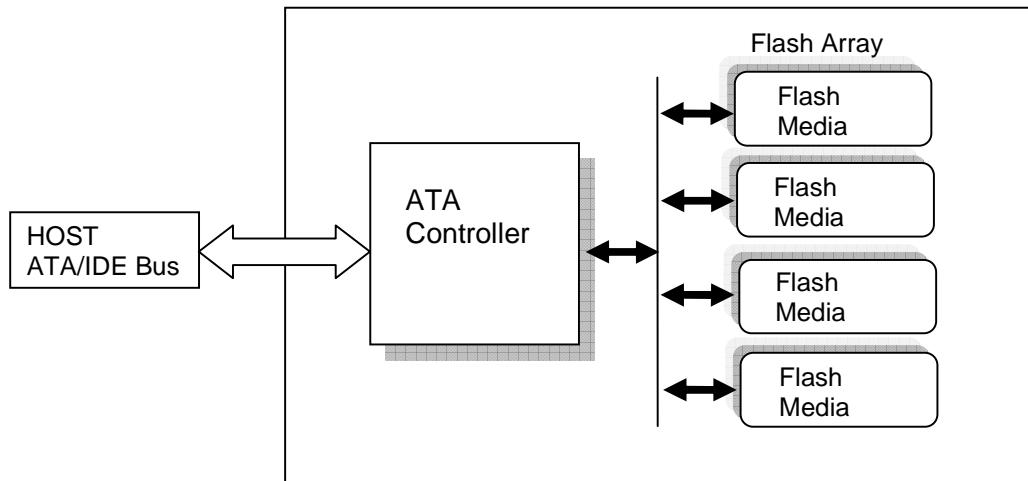 Flash Array
Flash
Media
Flash
Media
ATA
Controller
HOST
ATA/IDE Bus
Flash
Media
Flash
Media